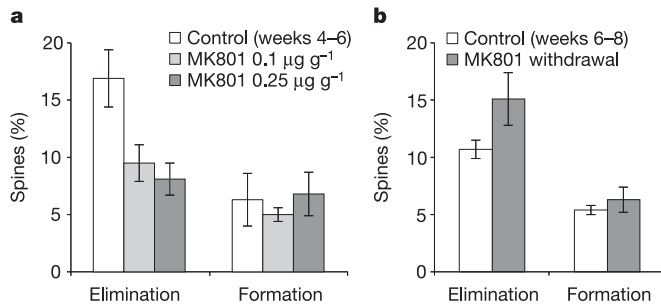 a
20
15
10
5
0
Spines (%)
Control (weeks 4–6)
MK801 0.1 µg g⁻¹
MK801 0.25 µg g⁻¹
Elimination Formation
b
20
15
10
5
0
Spines (%)
Control (weeks 6–8)
MK801 withdrawal
Elimination Formation